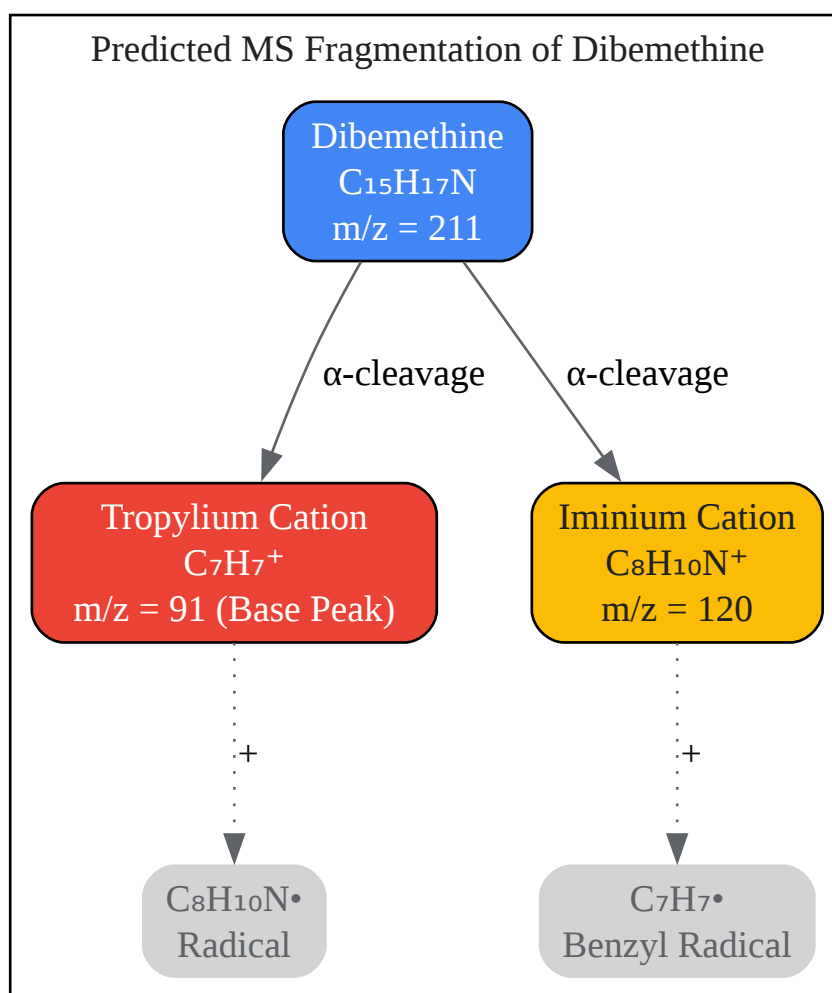 Predicted MS Fragmentation of Dibemethine
Dibemethine
C₁₅H₁₇N
m/z = 211
α-cleavage
α-cleavage
Tropylium Cation
C₇H₇⁺
m/z = 91 (Base Peak)
Iminium Cation
C₈H₁₀N⁺
m/z = 120
+
+
C₈H₁₀N•
Radical
C₇H₇•
Benzyl Radical